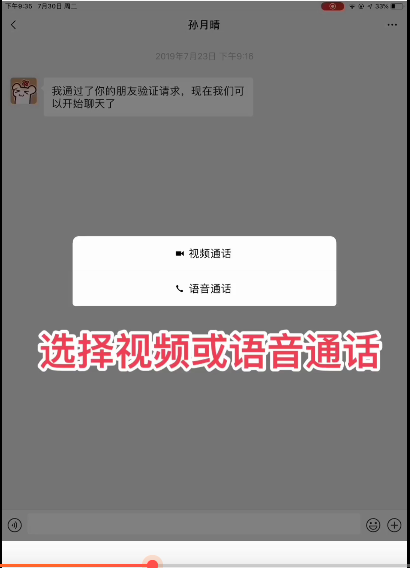 下午9:35 7月30日 周二 33%
孙月晴
2019年7月23日 下午9:16
我通过了你的朋友验证请求，现在我们可
以开始聊天了
视频通话
语音通话
选择视频或语音通话